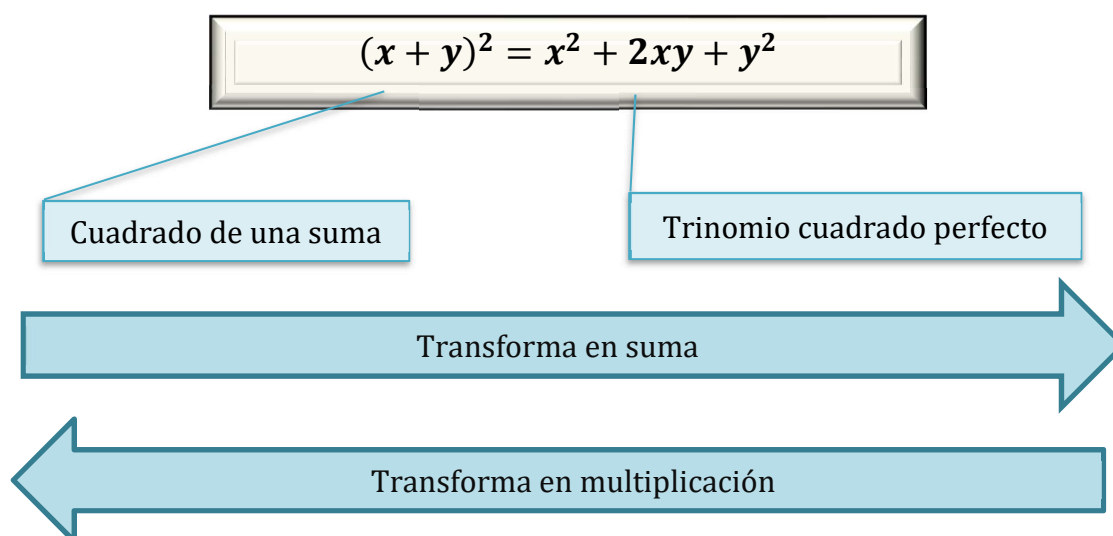 (x + y)² = x² + 2xy + y²
Cuadrado de una suma
Trinomio cuadrado perfecto
Transforma en suma
Transforma en multiplicación